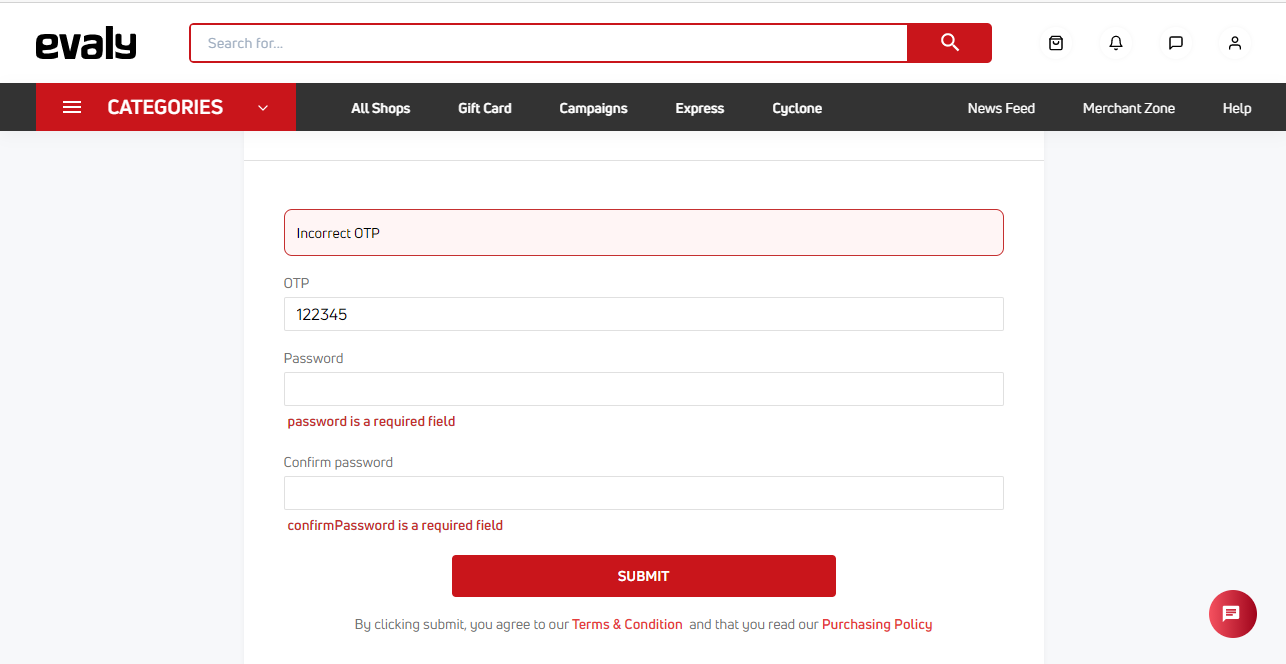 evaly
Search for...
CATEGORIES All Shops Gift Card Campaigns Express Cyclone News Feed Merchant Zone Help
Incorrect OTP
OTP
122345
Password
password is a required field
Confirm password
confirmPassword is a required field
SUBMIT
By clicking submit, you agree to our Terms & Condition and that you read our Purchasing Policy